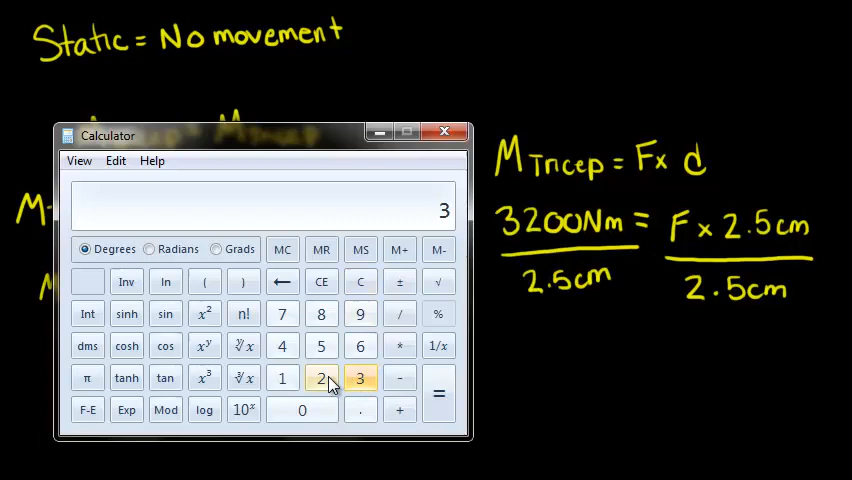 Static = No movement
Calculator
View Edit Help
3
Degrees Radians Grads MC MR MS M+ M-
Inv ln ( ) ← CE C ± √
Int sinh sin x² n! 7 8 9 / %
dms cosh cos xʸ ʸ√x 4 5 6 * 1/x
π tanh tan x³ ³√x 1 2 3 - =
F-E Exp Mod log 10ˣ 0 . +
M Tricep = F x d
3200Nm = F x 2.5cm
2.5cm 2.5cm